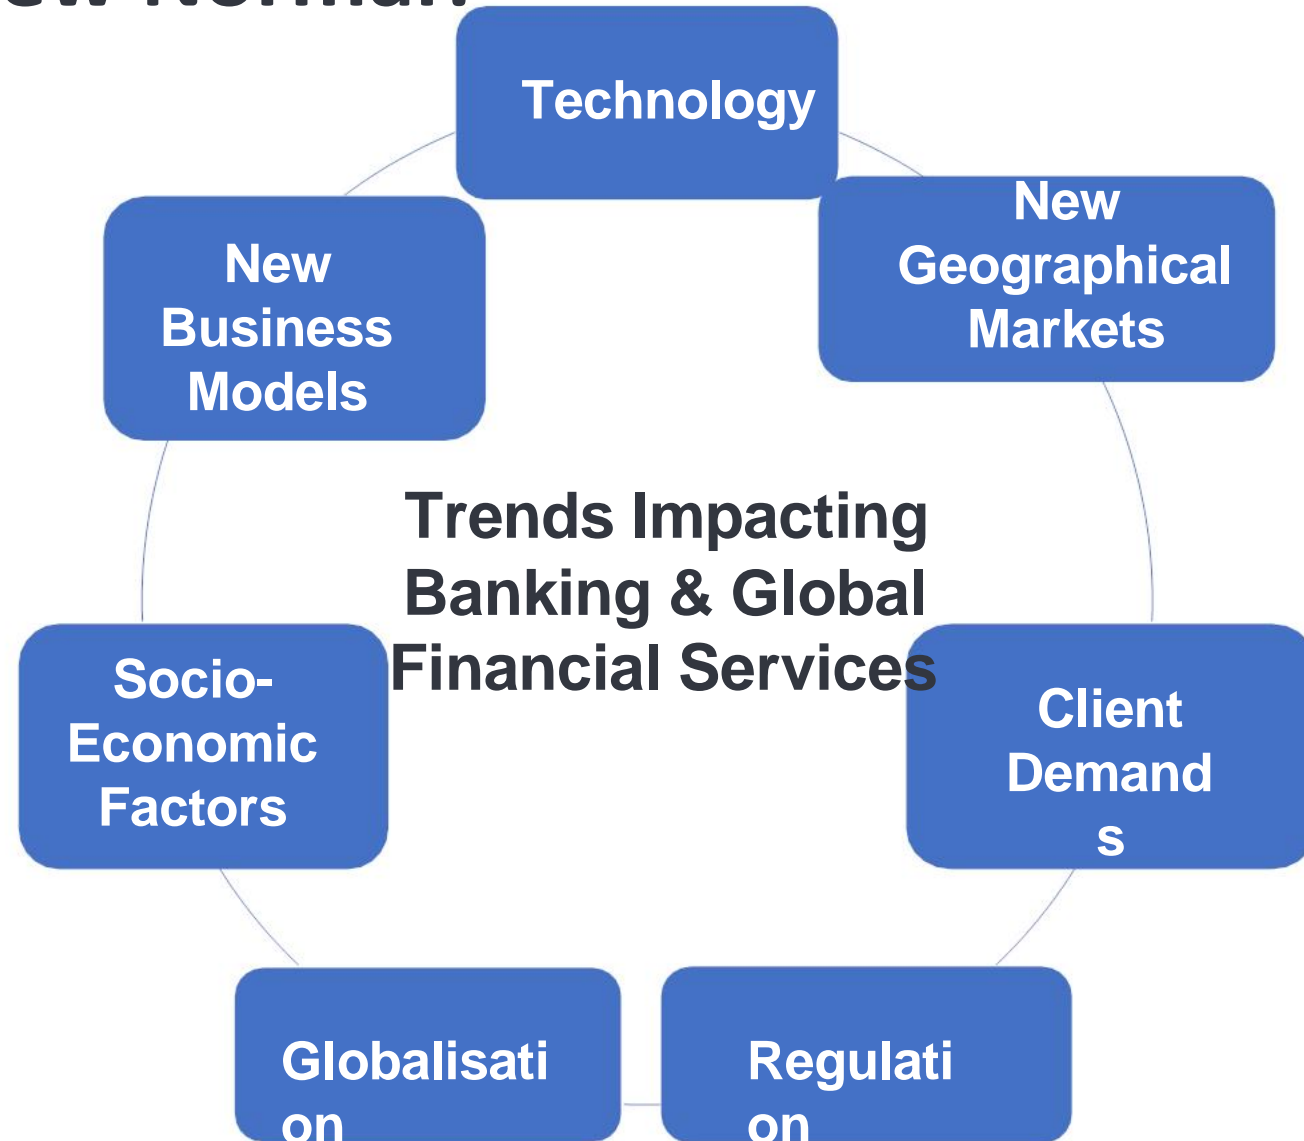 Technology
New
Geographical
Markets
New
Business
Models
Trends Impacting
Banking & Global
Financial Services
Socio-
Economic
Factors
Client
Demand
s
Globalisati
on
Regulati
on